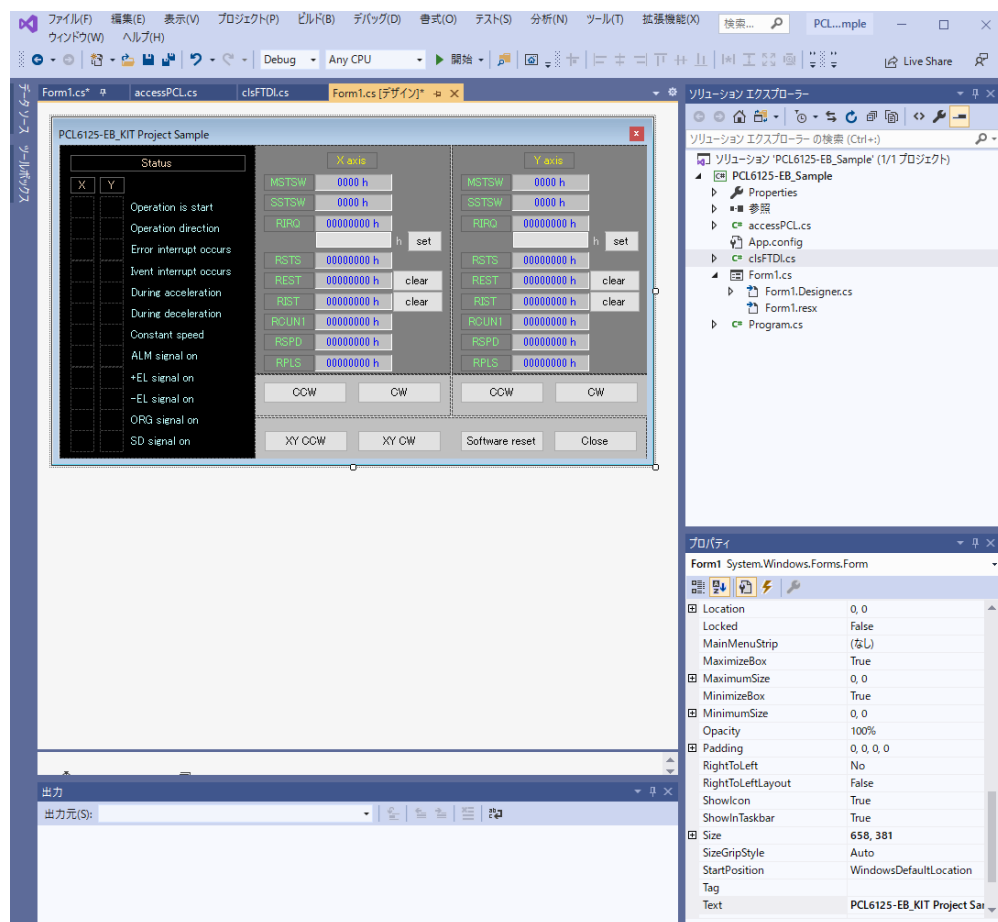 ファイル(F) 編集(E) 表示(V) プロジェクト(P) ビルド(B) デバッグ(D) 書式(O) テスト(S) 分析(N) ツール(T) 拡張機能(X) 検索... PCL...mple
ウィンドウ(W) ヘルプ(H)
Debug Any CPU 開始 Live Share
データ ソース
ツールボックス
Form1.cs* accessPCL.cs clsFTDI.cs Form1.cs [デザイン]*
PCL6125-EB_KIT Project Sample
Status
X Y
Operation is start
Operation direction
Error interrupt occurs
Ivent interrupt occurs
During acceleration
During deceleration
Constant speed
ALM signal on
+EL signal on
-EL signal on
ORG signal on
SD signal on
X axis
MSTSW 0000 h
SSTSW 0000 h
RIRQ 00000000 h
h set
RSTS 00000000 h
REST 00000000 h clear
RIST 00000000 h clear
RCUN1 00000000 h
RSPD 00000000 h
RPLS 00000000 h
CCW CW
Y axis
MSTSW 0000 h
SSTSW 0000 h
RIRQ 00000000 h
h set
RSTS 00000000 h
REST 00000000 h clear
RIST 00000000 h clear
RCUN1 00000000 h
RSPD 00000000 h
RPLS 00000000 h
CCW CW
XY CCW XY CW Software reset Close
出力
出力元(S):
ソリューション エクスプローラー
ソリューション エクスプローラー の検索 (Ctrl+:)
ソリューション 'PCL6125-EB_Sample' (1/1 プロジェクト)
PCL6125-EB_Sample
Properties
参照
accessPCL.cs
App.config
clsFTDI.cs
Form1.cs
Form1.Designer.cs
Form1.resx
Program.cs
プロパティ
Form1 System.Windows.Forms.Form
Location 0, 0
Locked False
MainMenuStrip (なし)
MaximizeBox True
MaximumSize 0, 0
MinimizeBox True
MinimumSize 0, 0
Opacity 100%
Padding 0, 0, 0, 0
RightToLeft No
RightToLeftLayout False
ShowIcon True
ShowInTaskbar True
Size 658, 381
SizeGripStyle Auto
StartPosition WindowsDefaultLocation
Tag
Text PCL6125-EB_KIT Project Sar